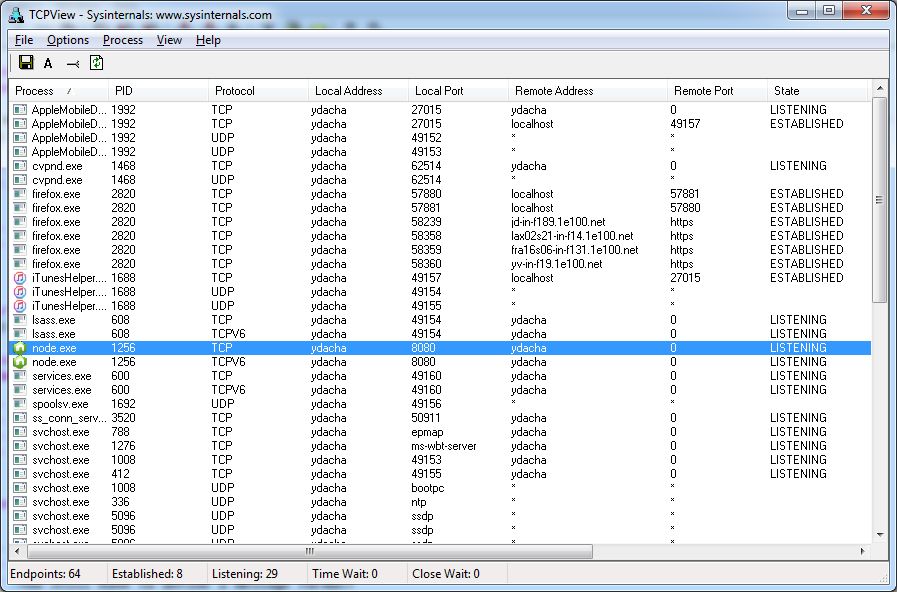 TCPView - Sysinternals: www.sysinternals.com
File Options Process View Help
A
Process / PID Protocol Local Address Local Port Remote Address Remote Port State
AppleMobileD... 1992 TCP ydacha 27015 ydacha 0 LISTENING
AppleMobileD... 1992 TCP ydacha 27015 localhost 49157 ESTABLISHED
AppleMobileD... 1992 UDP ydacha 49152 * *
AppleMobileD... 1992 UDP ydacha 49153 * *
cvpnd.exe 1468 TCP ydacha 62514 ydacha 0 LISTENING
cvpnd.exe 1468 UDP ydacha 62514 * *
firefox.exe 2820 TCP ydacha 57880 localhost 57881 ESTABLISHED
firefox.exe 2820 TCP ydacha 57881 localhost 57880 ESTABLISHED
firefox.exe 2820 TCP ydacha 58239 jd-in-f189.1e100.net https ESTABLISHED
firefox.exe 2820 TCP ydacha 58358 lax02s21-in-f14.1e100.net https ESTABLISHED
firefox.exe 2820 TCP ydacha 58359 fra16s06-in-f131.1e100.net https ESTABLISHED
firefox.exe 2820 TCP ydacha 58360 yv-in-f19.1e100.net https ESTABLISHED
iTunesHelper.... 1688 TCP ydacha 49157 localhost 27015 ESTABLISHED
iTunesHelper.... 1688 UDP ydacha 49154 * *
iTunesHelper.... 1688 UDP ydacha 49155 * *
lsass.exe 608 TCP ydacha 49154 ydacha 0 LISTENING
lsass.exe 608 TCPV6 ydacha 49154 ydacha 0 LISTENING
node.exe 1256 TCP ydacha 8080 ydacha 0 LISTENING
node.exe 1256 TCPV6 ydacha 8080 ydacha 0 LISTENING
services.exe 600 TCP ydacha 49160 ydacha 0 LISTENING
services.exe 600 TCPV6 ydacha 49160 ydacha 0 LISTENING
spoolsv.exe 1692 UDP ydacha 49156 * *
ss_conn_serv... 3520 TCP ydacha 50911 ydacha 0 LISTENING
svchost.exe 788 TCP ydacha epmap ydacha 0 LISTENING
svchost.exe 1276 TCP ydacha ms-wbt-server ydacha 0 LISTENING
svchost.exe 1008 TCP ydacha 49153 ydacha 0 LISTENING
svchost.exe 412 TCP ydacha 49155 ydacha 0 LISTENING
svchost.exe 1008 UDP ydacha bootpc * *
svchost.exe 336 UDP ydacha ntp * *
svchost.exe 5096 UDP ydacha ssdp * *
svchost.exe 5096 UDP ydacha ssdp * *
Endpoints: 64 Established: 8 Listening: 29 Time Wait: 0 Close Wait: 0